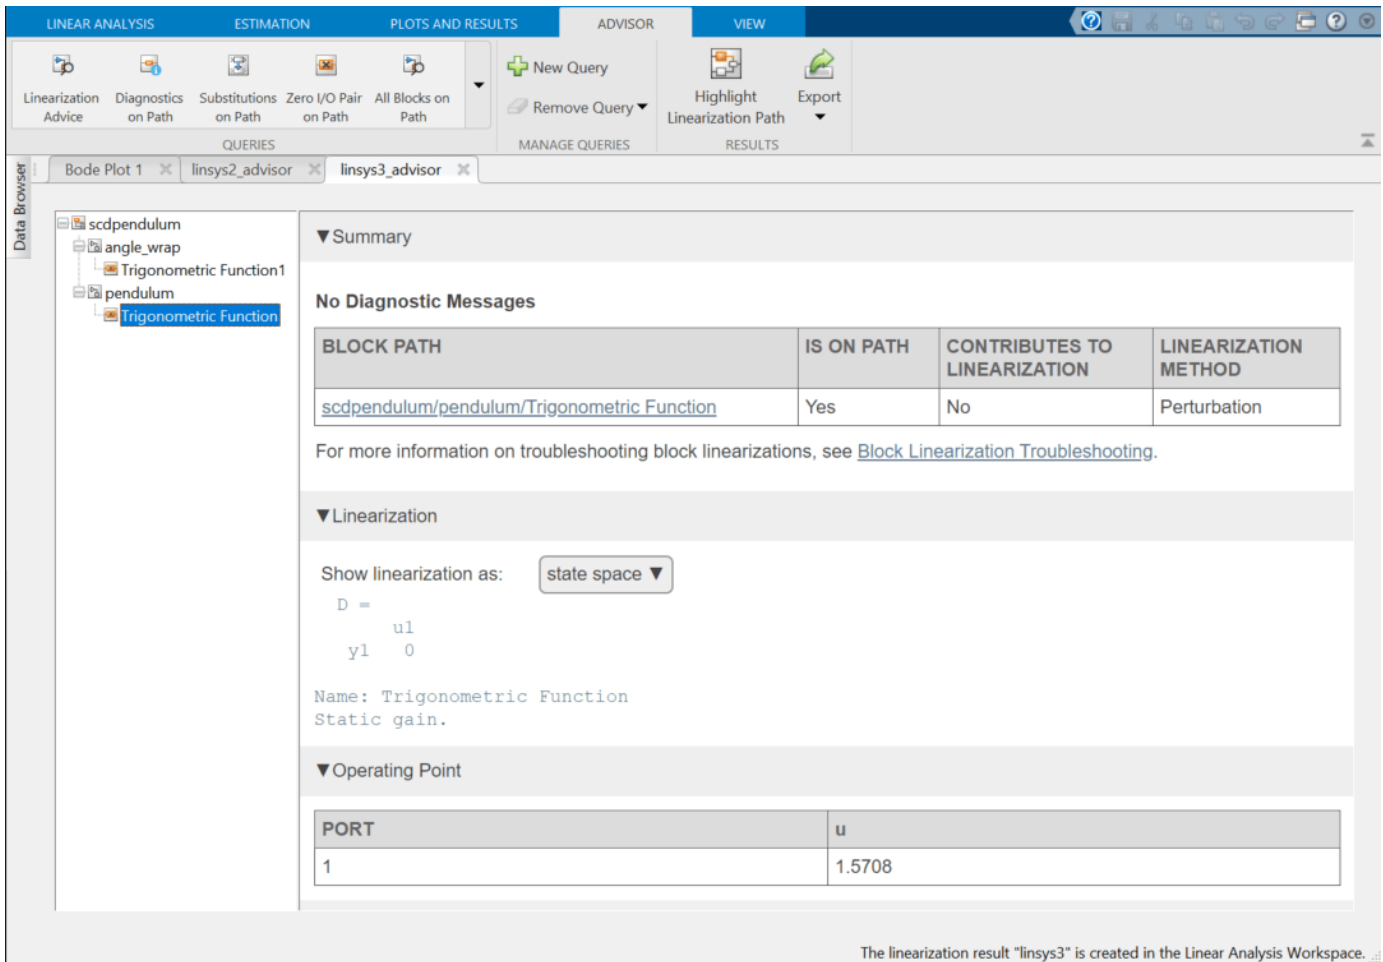 LINEAR ANALYSIS ESTIMATION PLOTS AND RESULTS ADVISOR VIEW
Linearization Advice
Diagnostics on Path
Substitutions on Path
Zero I/O Pair on Path
All Blocks on Path
New Query
Remove Query
Highlight Linearization Path
Export
QUERIES MANAGE QUERIES RESULTS
Data Browser
Bode Plot 1 linsys2_advisor linsys3_advisor
scdpendulum
angle_wrap
Trigonometric Function1
pendulum
Trigonometric Function
▼Summary
No Diagnostic Messages
BLOCK PATH IS ON PATH CONTRIBUTES TO LINEARIZATION LINEARIZATION METHOD
scdpendulum/pendulum/Trigonometric Function Yes No Perturbation
For more information on troubleshooting block linearizations, see Block Linearization Troubleshooting.
▼Linearization
Show linearization as: state space ▼
D =
u1
y1 0
Name: Trigonometric Function
Static gain.
▼Operating Point
PORT u
1 1.5708
The linearization result "linsys3" is created in the Linear Analysis Workspace.